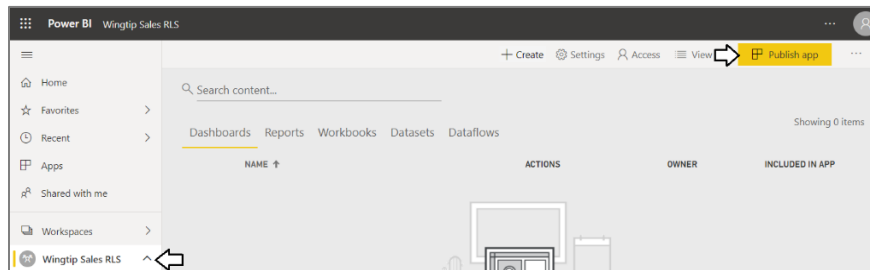 Power BI Wingtip Sales RLS
+ Create Settings Access View Publish app
Home
Search content...
Favorites
Showing 0 items
Recent
Dashboards Reports Workbooks Datasets Dataflows
Apps
NAME ↑ ACTIONS OWNER INCLUDED IN APP
Shared with me
Workspaces
Wingtip Sales RLS